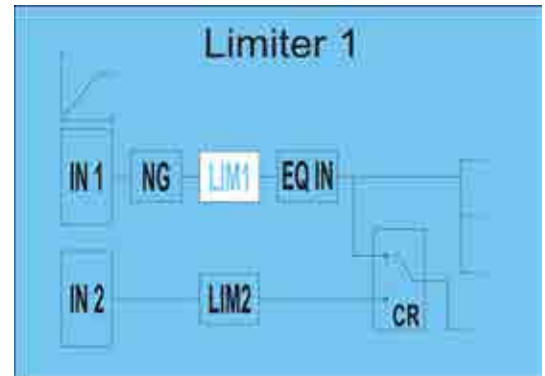 Limiter 1
IN 1 NG LIM1 EQ IN
IN 2 LIM2 CR